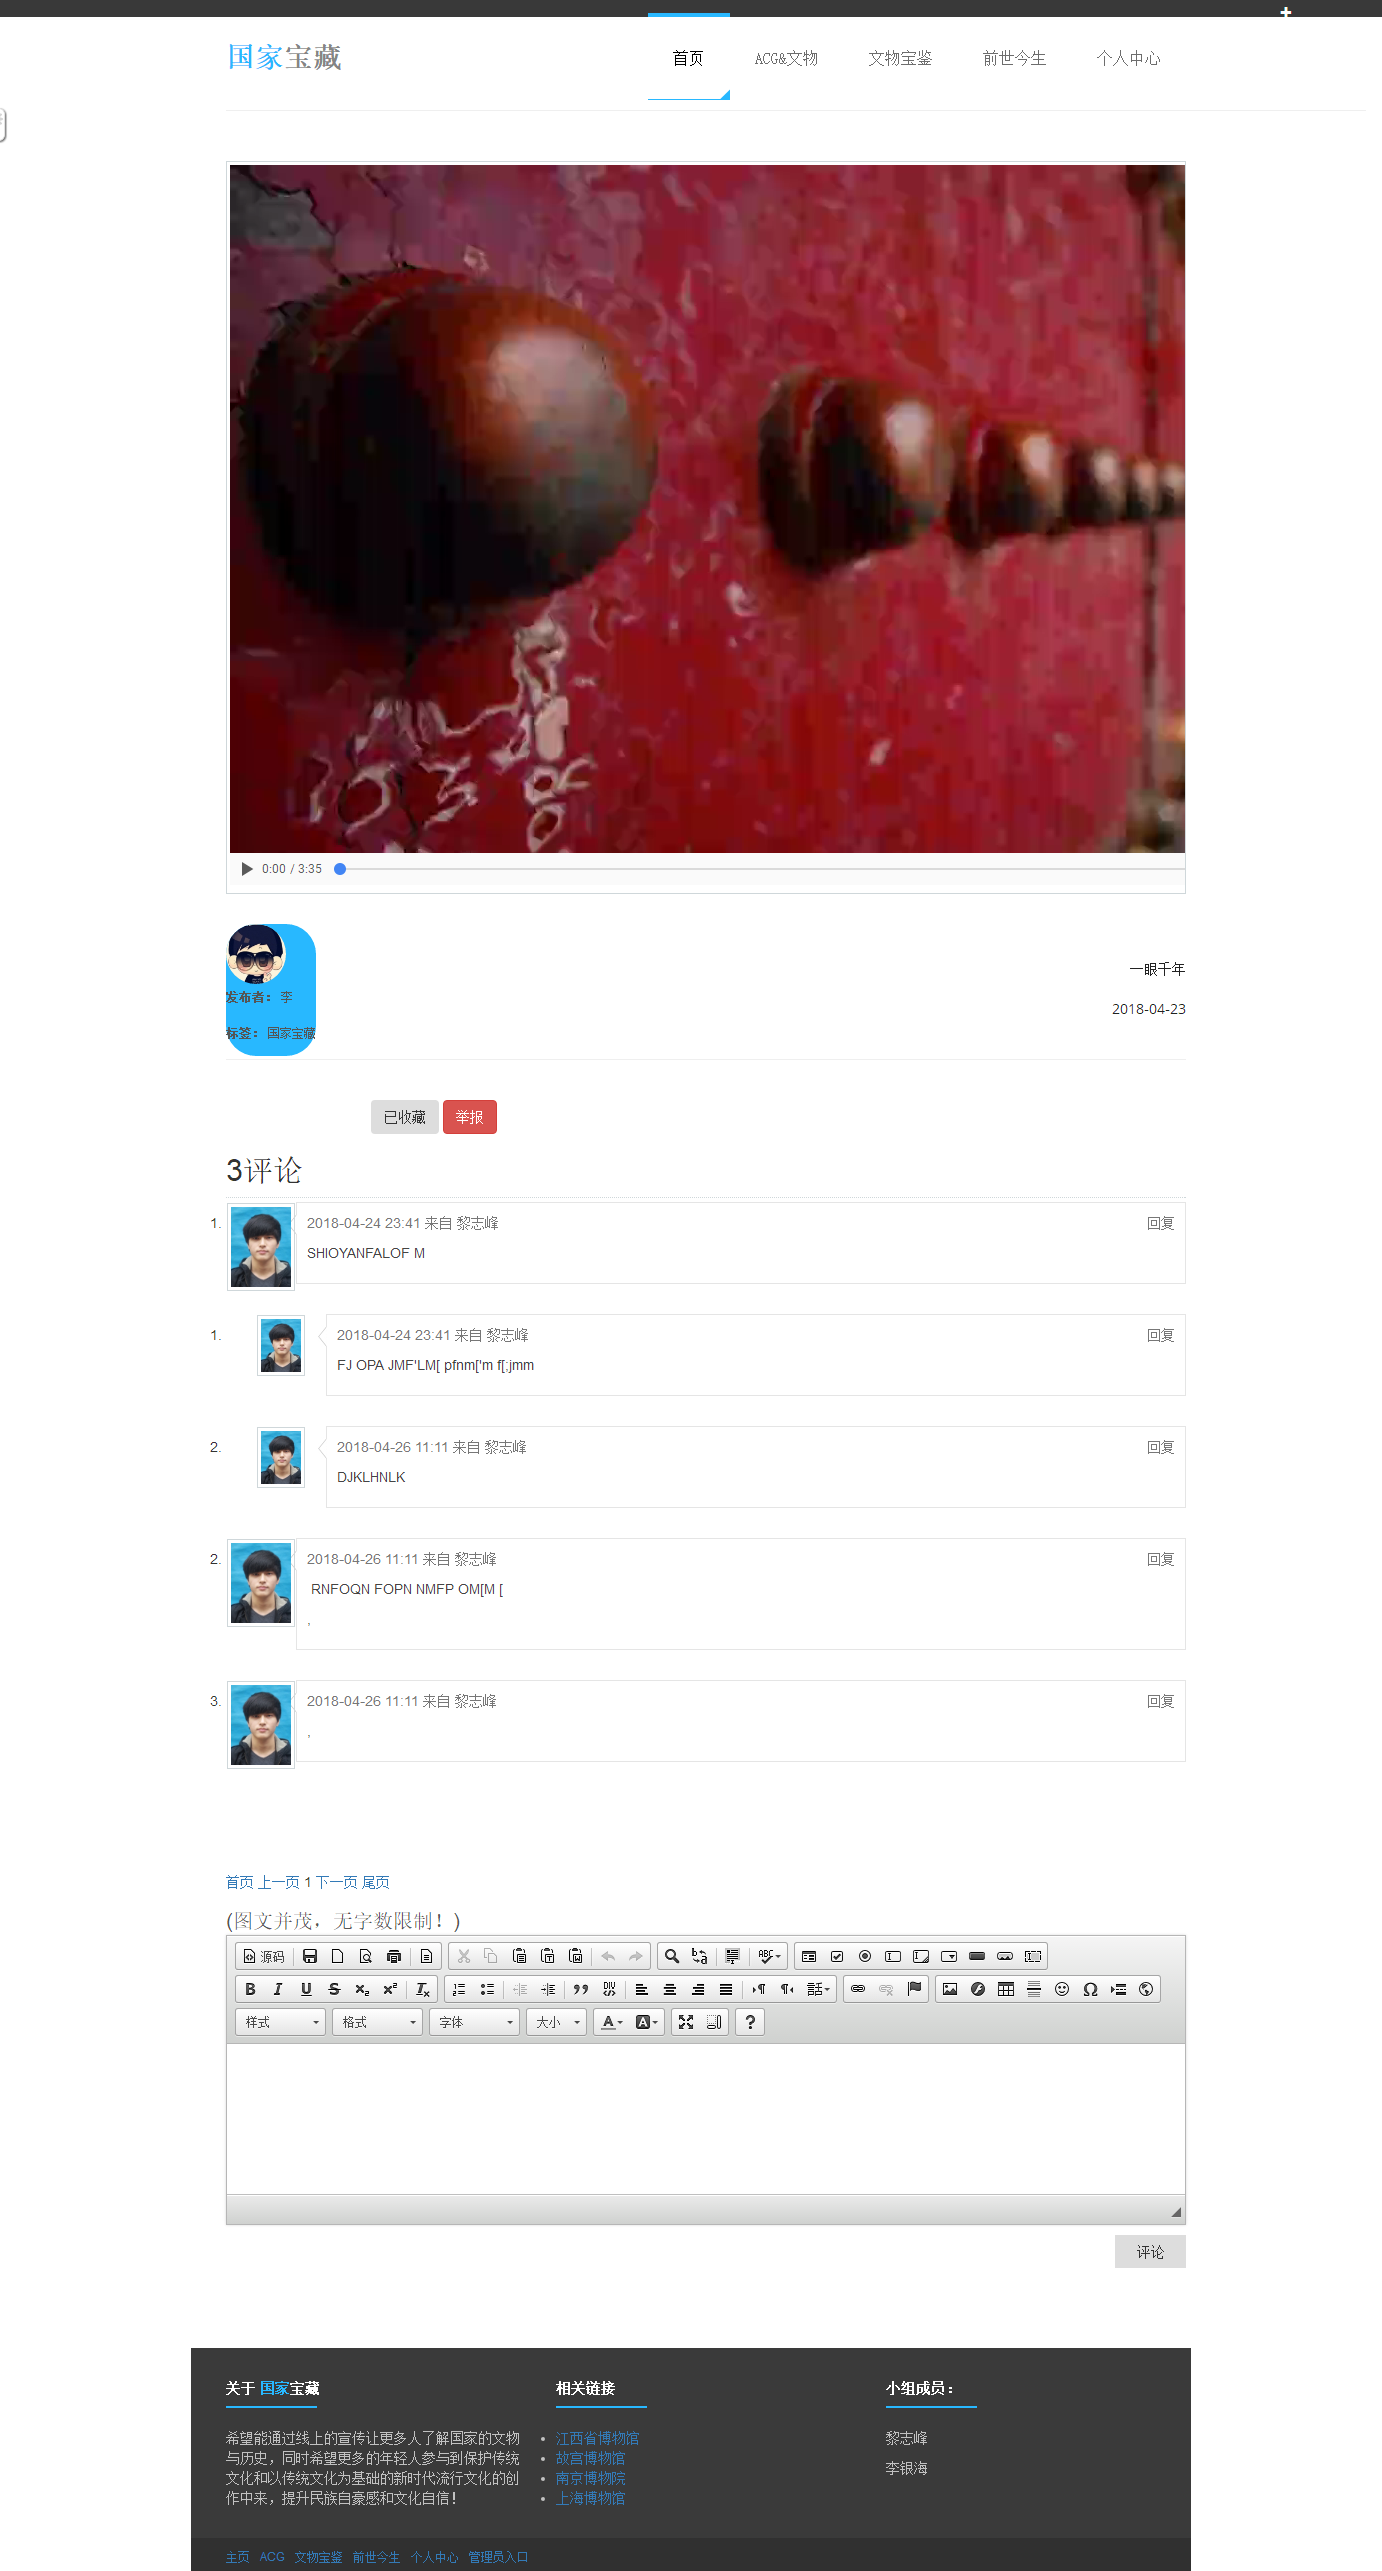 国家宝藏
首页 ACG&文物 文物宝鉴 前世今生 个人中心
0:00 / 3:35
发布者：李
标签：国家宝藏
一眼千年
2018-04-23
已收藏 举报
3评论
1. 2018-04-24 23:41 来自 黎志峰 回复
SHIOYANFALOF M
1. 2018-04-24 23:41 来自 黎志峰 回复
FJ OPA JMF'LM[ pfnm['m f[;jmm
2. 2018-04-26 11:11 来自 黎志峰 回复
DJKLHNLK
2. 2018-04-26 11:11 来自 黎志峰 回复
RNFOQN FOPN NMFP OM[M [
,
3. 2018-04-26 11:11 来自 黎志峰 回复
,
首页 上一页 1 下一页 尾页
(图文并茂，无字数限制！)
源码
样式 格式 字体 大小
评论
关于 国家宝藏
希望能通过线上的宣传让更多人了解国家的文物
与历史，同时希望更多的年轻人参与到保护传统
文化和以传统文化为基础的新时代流行文化的创
作中来，提升民族自豪感和文化自信！
相关链接
江西省博物馆
故宫博物馆
南京博物院
上海博物馆
小组成员：
黎志峰
李银海
主页 ACG 文物宝鉴 前世今生 个人中心 管理员入口